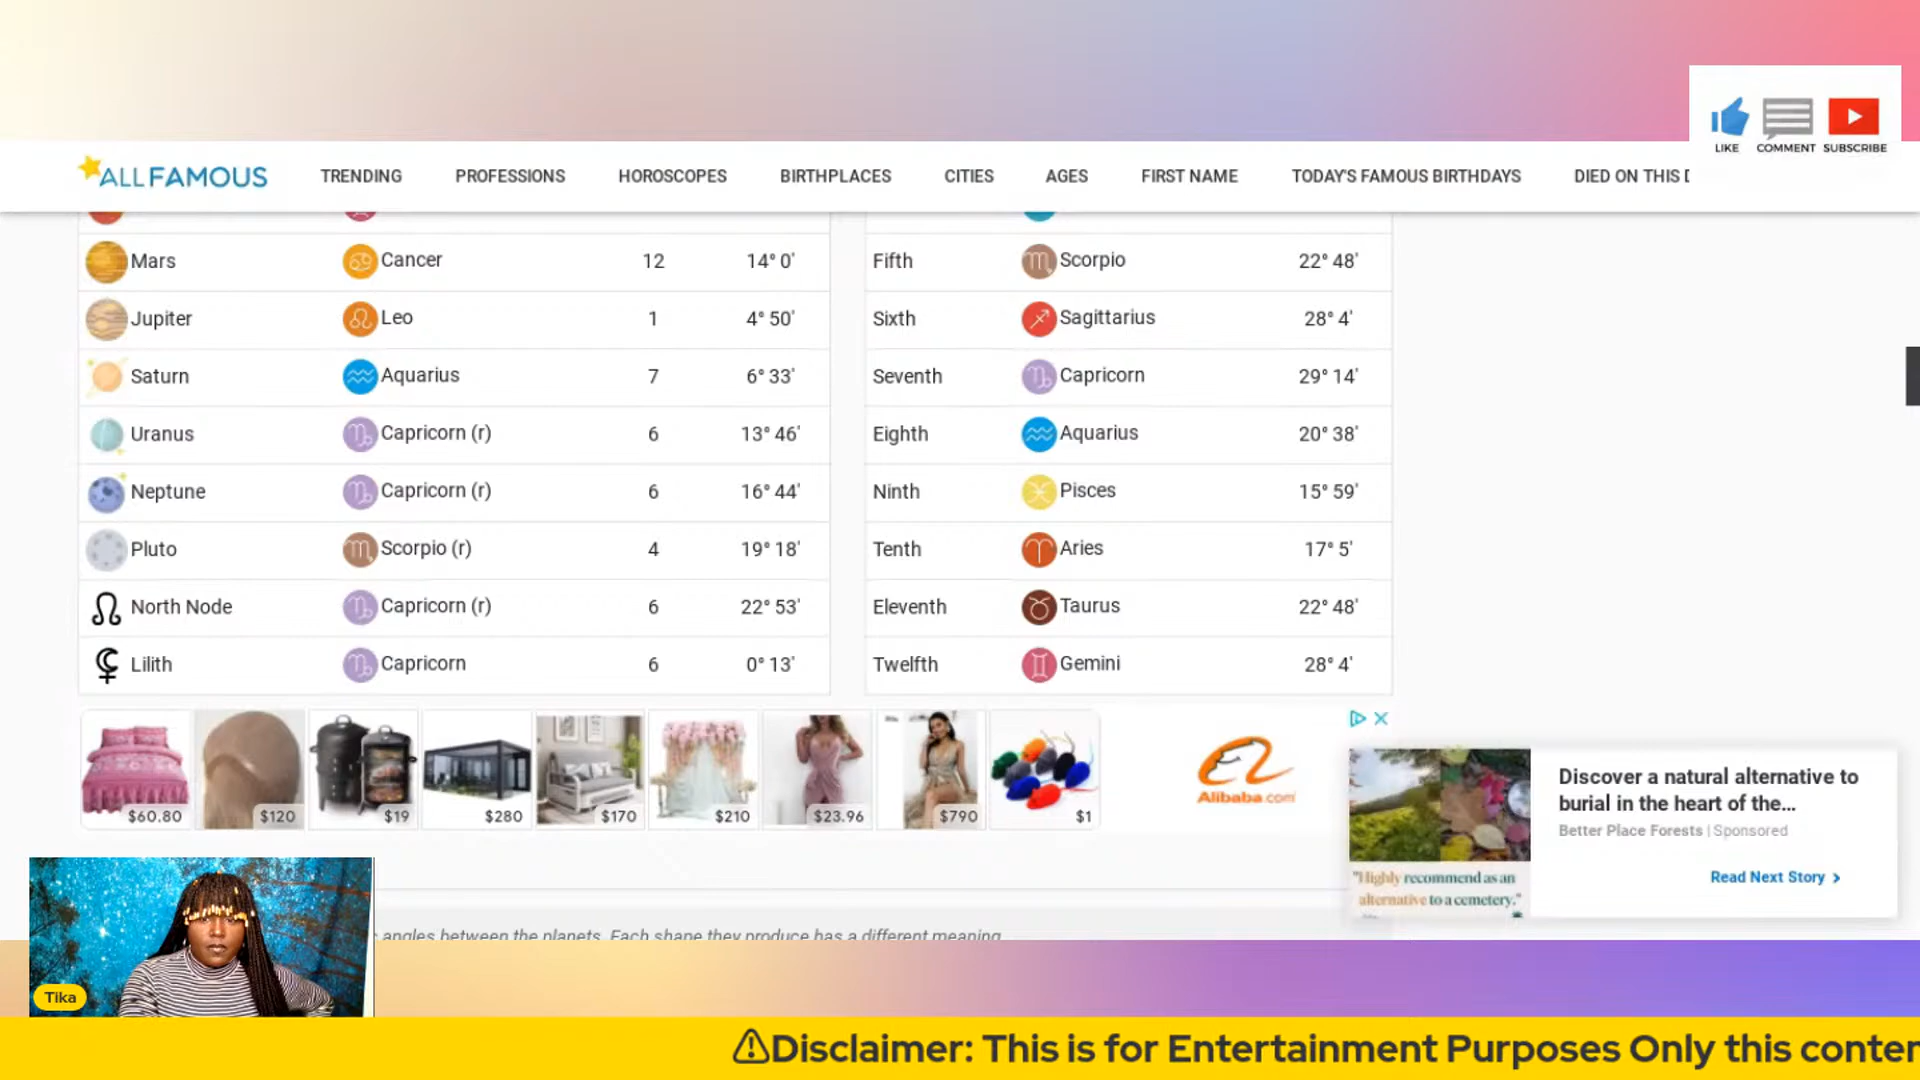 LIKE COMMENT SUBSCRIBE
ALLFAMOUS TRENDING PROFESSIONS HOROSCOPES BIRTHPLACES CITIES AGES FIRST NAME TODAY'S FAMOUS BIRTHDAYS DIED ON THIS D
Mars Cancer 12 14° 0'
Jupiter Leo 1 4° 50'
Saturn Aquarius 7 6° 33'
Uranus Capricorn (r) 6 13° 46'
Neptune Capricorn (r) 6 16° 44'
Pluto Scorpio (r) 4 19° 18'
North Node Capricorn (r) 6 22° 53'
Lilith Capricorn 6 0° 13'
Fifth Scorpio 22° 48'
Sixth Sagittarius 28° 4'
Seventh Capricorn 29° 14'
Eighth Aquarius 20° 38'
Ninth Pisces 15° 59'
Tenth Aries 17° 5'
Eleventh Taurus 22° 48'
Twelfth Gemini 28° 4'
$60.80 $120 $19 $280 $170 $210 $23.96 $790 $1
Alibaba.com
Discover a natural alternative to
burial in the heart of the...
Better Place Forests | Sponsored
Read Next Story
"Highly recommend as an
alternative to a cemetery."
angles between the planets. Each shape they produce has a different meaning
Tika
⚠Disclaimer: This is for Entertainment Purposes Only this conter